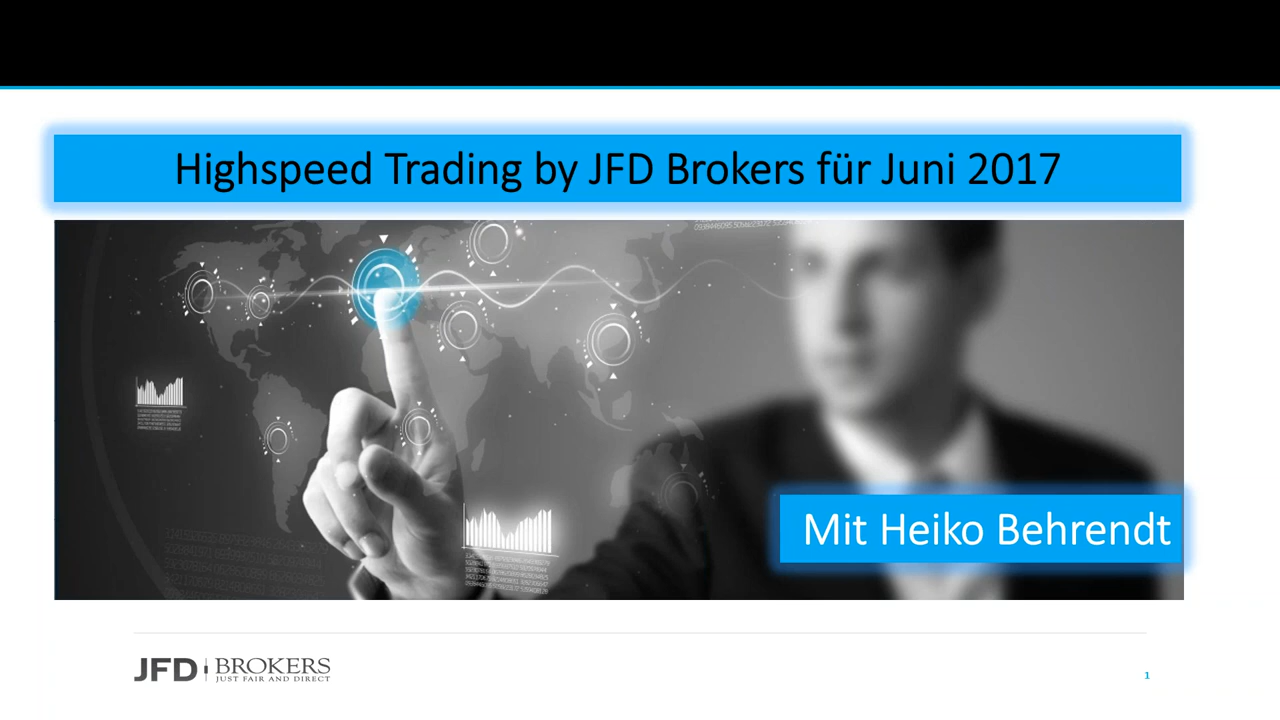 Highspeed Trading by JFD Brokers für Juni 2017
Mit Heiko Behrendt
JFD BROKERS
JUST FAIR AND DIRECT
1